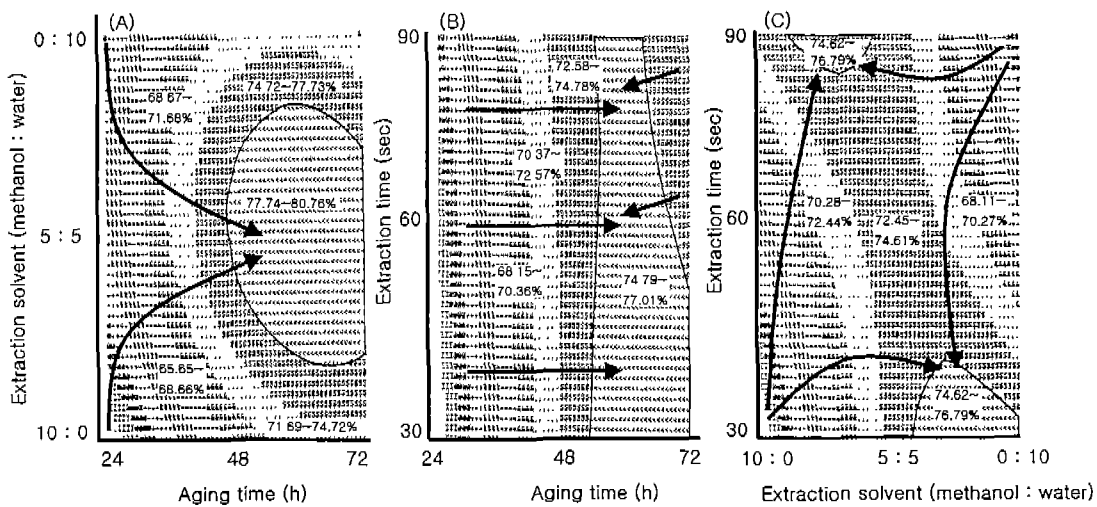 (A)
0 : 10
5 : 5
10 : 0
Extraction solvent (methanol : water)
68.67~
71.68%
74.72~77.73%
77.74~80.76%
65.65~
68.66%
71.69~74.72%
24
48
72
Aging time (h)
(B)
90
60
30
Extraction time (sec)
72.58~
74.78%
70.37~
72.57%
68.15~
70.36%
74.79~
77.01%
24
48
72
Aging time (h)
(C)
90
60
30
Extraction time (sec)
74.62~
76.79%
70.28~
72.44%
72.45~
74.61%
68.11~
70.27%
74.62~
76.79%
10 : 0
5 : 5
0 : 10
Extraction solvent (methanol : water)